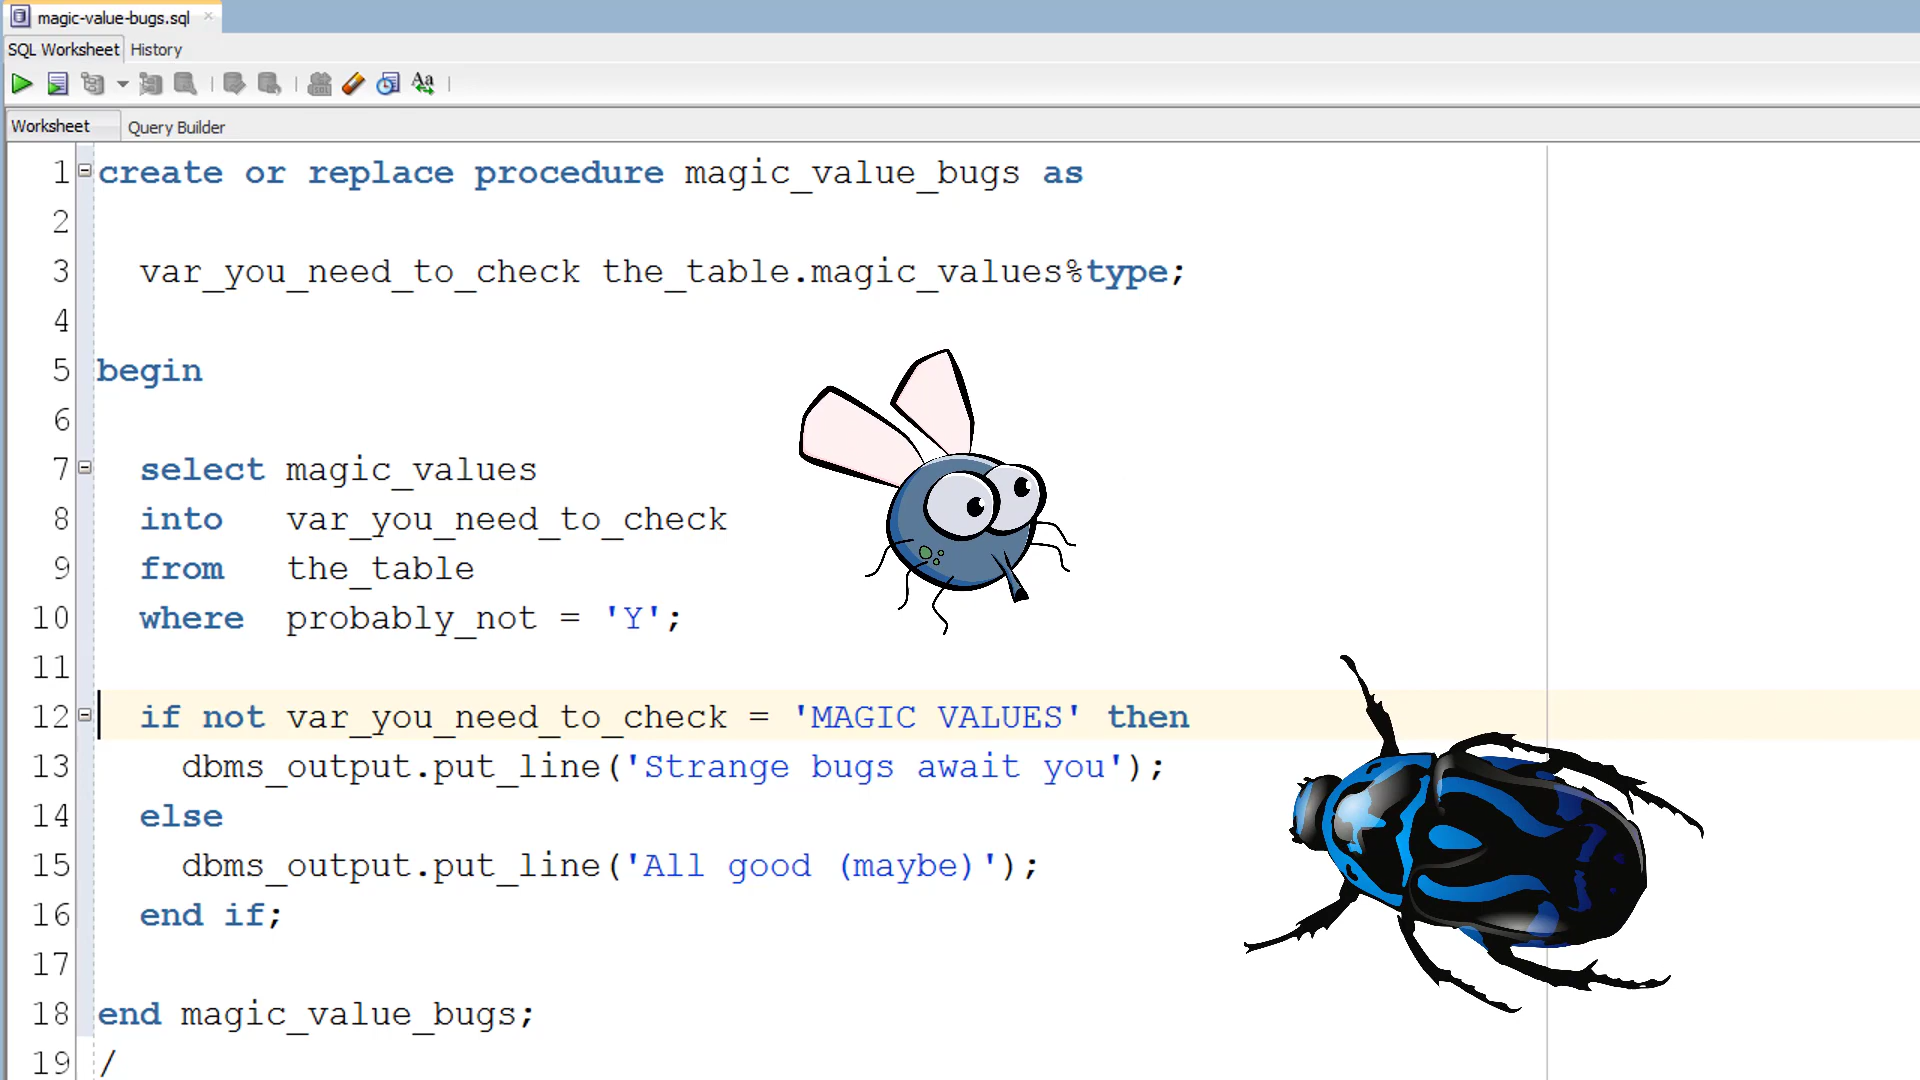 magic-value-bugs.sql
SQL Worksheet History
Aa
Worksheet Query Builder
1 create or replace procedure magic_value_bugs as
2
3 var_you_need_to_check the_table.magic_values%type;
4
5 begin
6
7 select magic_values
8 into var_you_need_to_check
9 from the_table
10 where probably_not = 'Y';
11
12 if not var_you_need_to_check = 'MAGIC VALUES' then
13 dbms_output.put_line('Strange bugs await you');
14 else
15 dbms_output.put_line('All good (maybe)');
16 end if;
17
18 end magic_value_bugs;
19 /